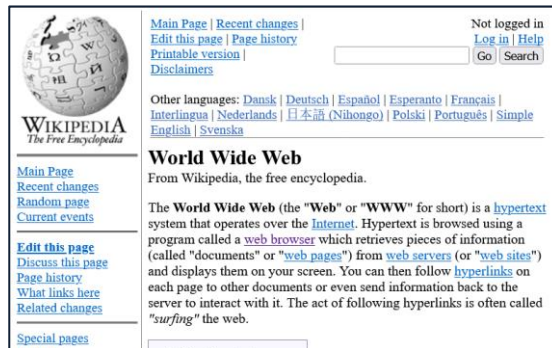 WIKIPEDIA
The Free Encyclopedia
Main Page
Recent changes
Random page
Current events
Edit this page
Discuss this page
Page history
What links here
Related changes
Special pages
Main Page | Recent changes |
Edit this page | Page history
Printable version |
Disclaimers
Not logged in
Log in | Help
Go Search
Other languages: Dansk | Deutsch | Español | Esperanto | Français |
Interlingua | Nederlands | 日本語 (Nihongo) | Polski | Português | Simple
English | Svenska
World Wide Web
From Wikipedia, the free encyclopedia.
The World Wide Web (the "Web" or "WWW" for short) is a hypertext
system that operates over the Internet. Hypertext is browsed using a
program called a web browser which retrieves pieces of information
(called "documents" or "web pages") from web servers (or "web sites")
and displays them on your screen. You can then follow hyperlinks on
each page to other documents or even send information back to the
server to interact with it. The act of following hyperlinks is often called
"surfing" the web.